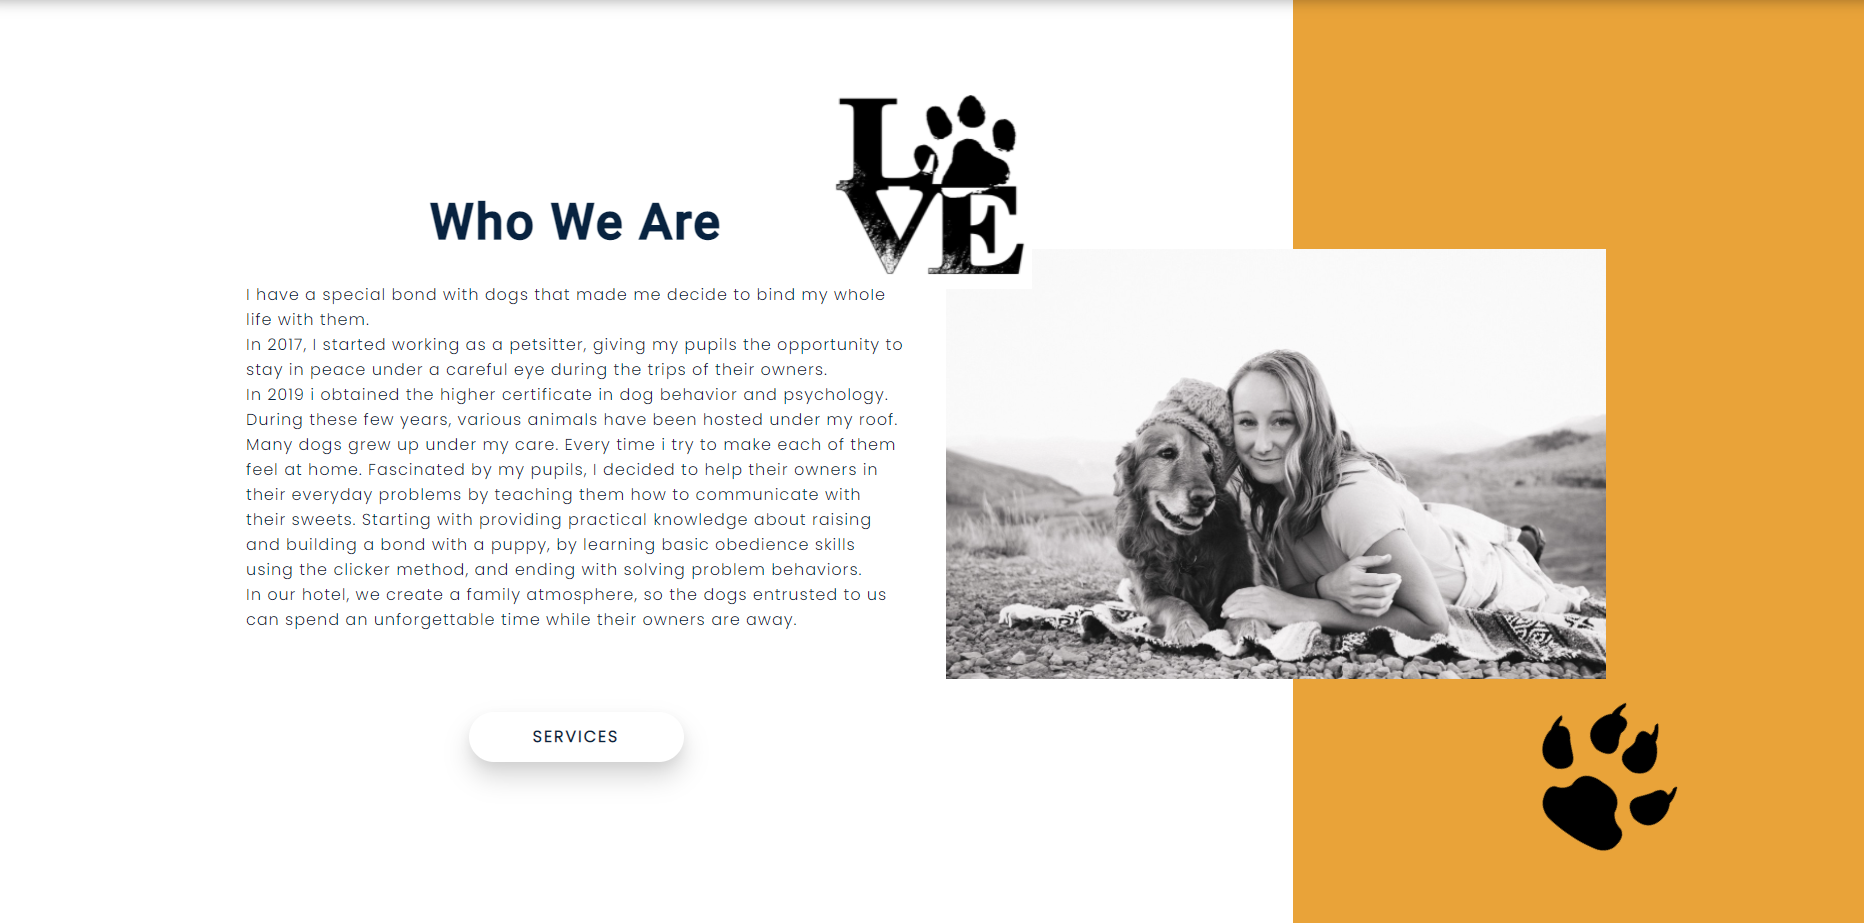 LOVE
Who We Are
I have a special bond with dogs that made me decide to bind my whole
life with them.
In 2017, I started working as a petsitter, giving my pupils the opportunity to
stay in peace under a careful eye during the trips of their owners.
In 2019 i obtained the higher certificate in dog behavior and psychology.
During these few years, various animals have been hosted under my roof.
Many dogs grew up under my care. Every time i try to make each of them
feel at home. Fascinated by my pupils, I decided to help their owners in
their everyday problems by teaching them how to communicate with
their sweets. Starting with providing practical knowledge about raising
and building a bond with a puppy, by learning basic obedience skills
using the clicker method, and ending with solving problem behaviors.
In our hotel, we create a family atmosphere, so the dogs entrusted to us
can spend an unforgettable time while their owners are away.
SERVICES